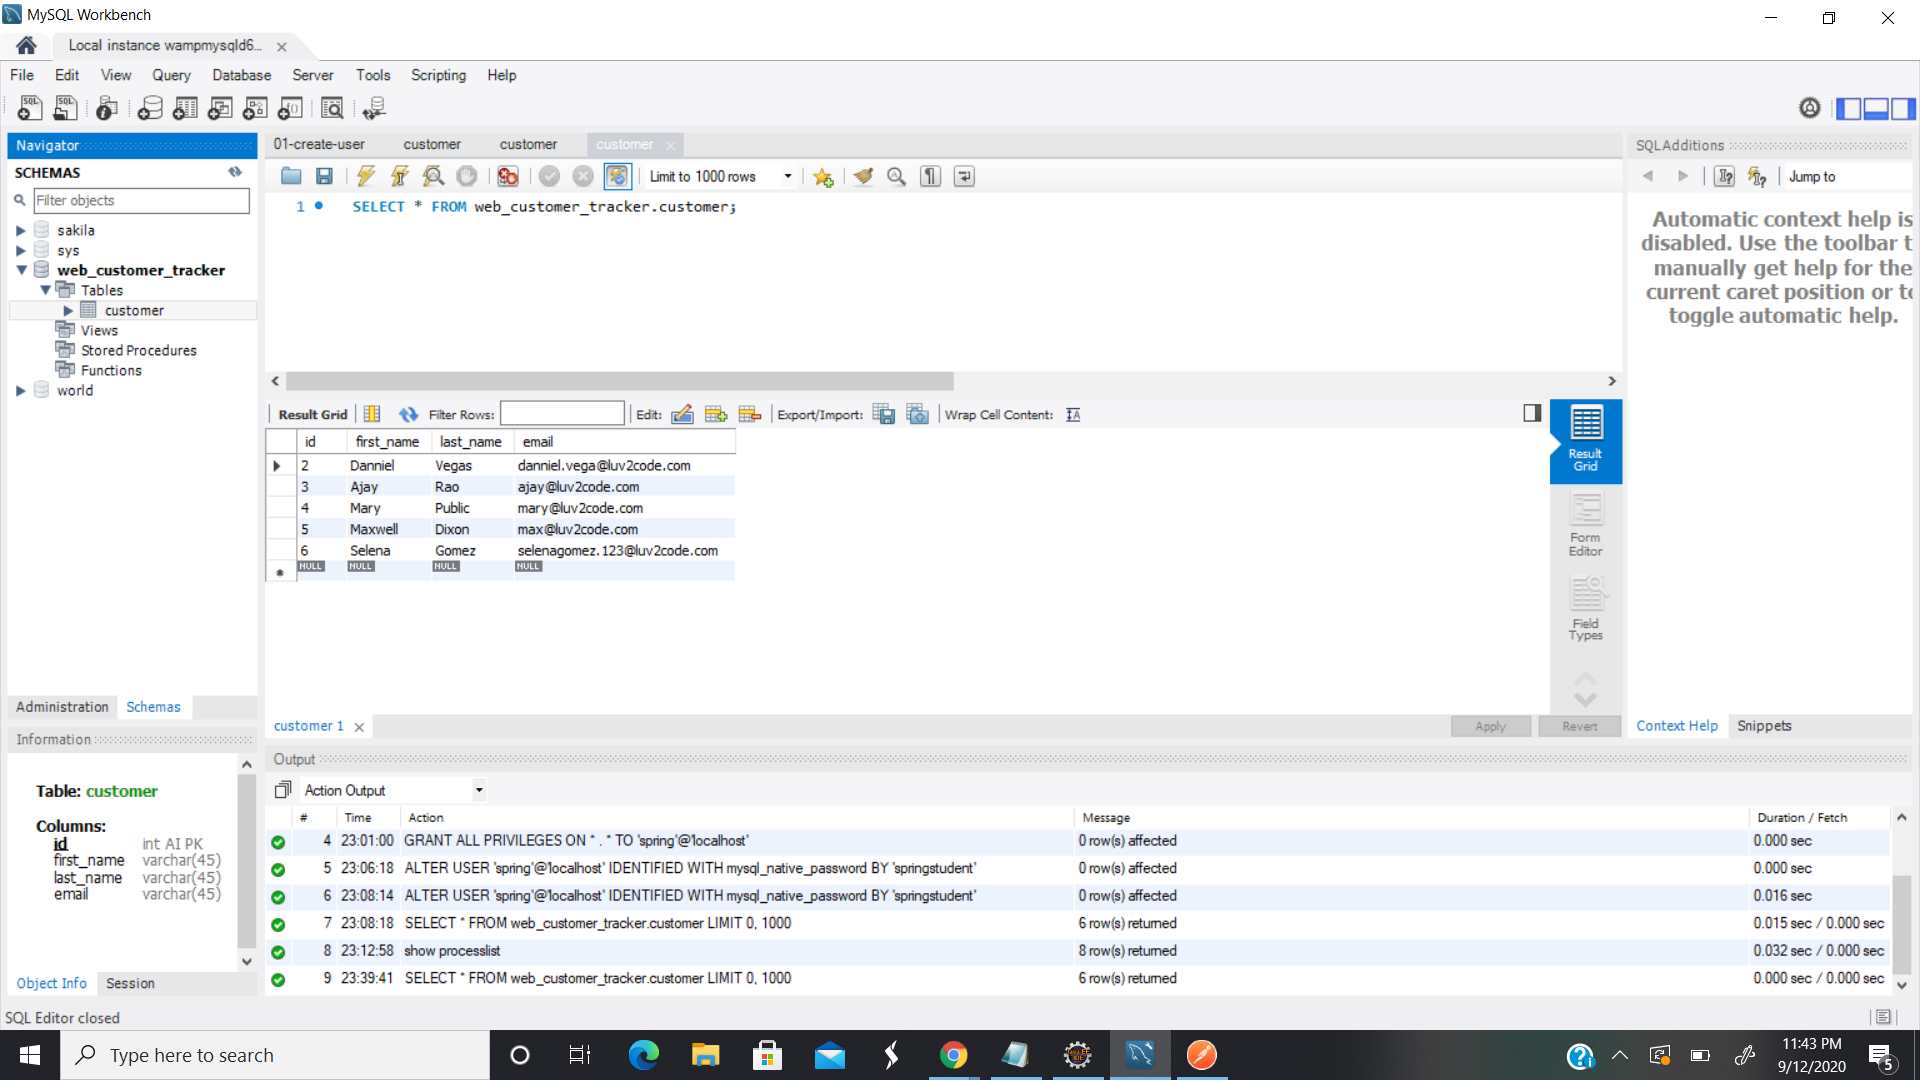 MySQL Workbench
Local instance wampmysqld6...
File Edit View Query Database Server Tools Scripting Help
Navigator
SCHEMAS
Filter objects
sakila
sys
web_customer_tracker
Tables
customer
Views
Stored Procedures
Functions
world
Administration Schemas
Information
Table: customer
Columns:
id int AI PK
first_name varchar(45)
last_name varchar(45)
email varchar(45)
Object Info Session
01-create-user customer customer customer
Limit to 1000 rows
1 SELECT * FROM web_customer_tracker.customer;
Result Grid Filter Rows: Edit: Export/Import: Wrap Cell Content:
id first_name last_name email
2 Danniel Vegas danniel.vega@luv2code.com
3 Ajay Rao ajay@luv2code.com
4 Mary Public mary@luv2code.com
5 Maxwell Dixon max@luv2code.com
6 Selena Gomez selenagomez.123@luv2code.com
NULL NULL NULL NULL
Result
Grid
Form
Editor
Field
Types
customer 1
Apply Revert
SQLAdditions
Jump to
Automatic context help is
disabled. Use the toolbar t
manually get help for the
current caret position or to
toggle automatic help.
Context Help Snippets
Output
Action Output
# Time Action Message Duration / Fetch
4 23:01:00 GRANT ALL PRIVILEGES ON * . * TO 'spring'@'localhost' 0 row(s) affected 0.000 sec
5 23:06:18 ALTER USER 'spring'@'localhost' IDENTIFIED WITH mysql_native_password BY 'springstudent' 0 row(s) affected 0.000 sec
6 23:08:14 ALTER USER 'spring'@'localhost' IDENTIFIED WITH mysql_native_password BY 'springstudent' 0 row(s) affected 0.016 sec
7 23:08:18 SELECT * FROM web_customer_tracker.customer LIMIT 0, 1000 6 row(s) returned 0.015 sec / 0.000 sec
8 23:12:58 show processlist 8 row(s) returned 0.032 sec / 0.000 sec
9 23:39:41 SELECT * FROM web_customer_tracker.customer LIMIT 0, 1000 6 row(s) returned 0.000 sec / 0.000 sec
SQL Editor closed
Type here to search
11:43 PM
9/12/2020
5